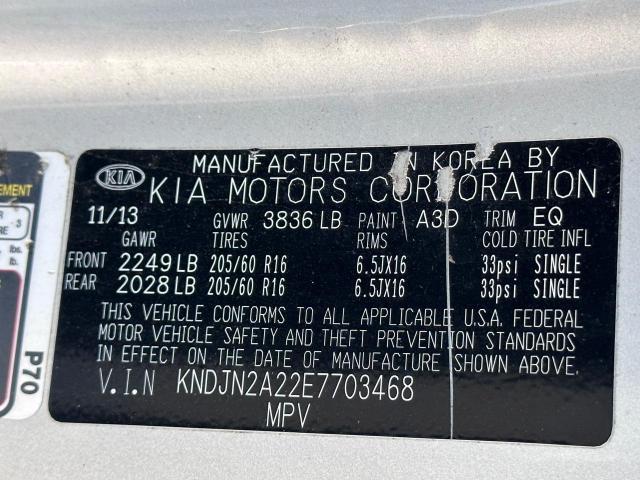 MANUFACTURED IN KOREA BY
KIA
KIA MOTORS CORPORATION
11/13 GVWR 3836 LB PAINT A3D TRIM EQ
GAWR TIRES RIMS COLD TIRE INFL
FRONT 2249 LB 205/60 R16 6.5JX16 33psi SINGLE
REAR 2028 LB 205/60 R16 6.5JX16 33psi SINGLE
THIS VEHICLE CONFORMS TO ALL APPLICABLE U.S.A. FEDERAL
MOTOR VEHICLE SAFETY AND THEFT PREVENTION STANDARDS
IN EFFECT ON THE DATE OF MANUFACTURE SHOWN ABOVE.
V.I.N KNDJN2A22E7703468
MPV
P70